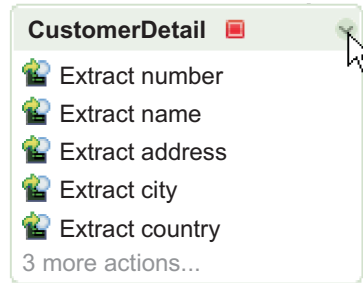 CustomerDetail
Extract number
Extract name
Extract address
Extract city
Extract country
3 more actions...